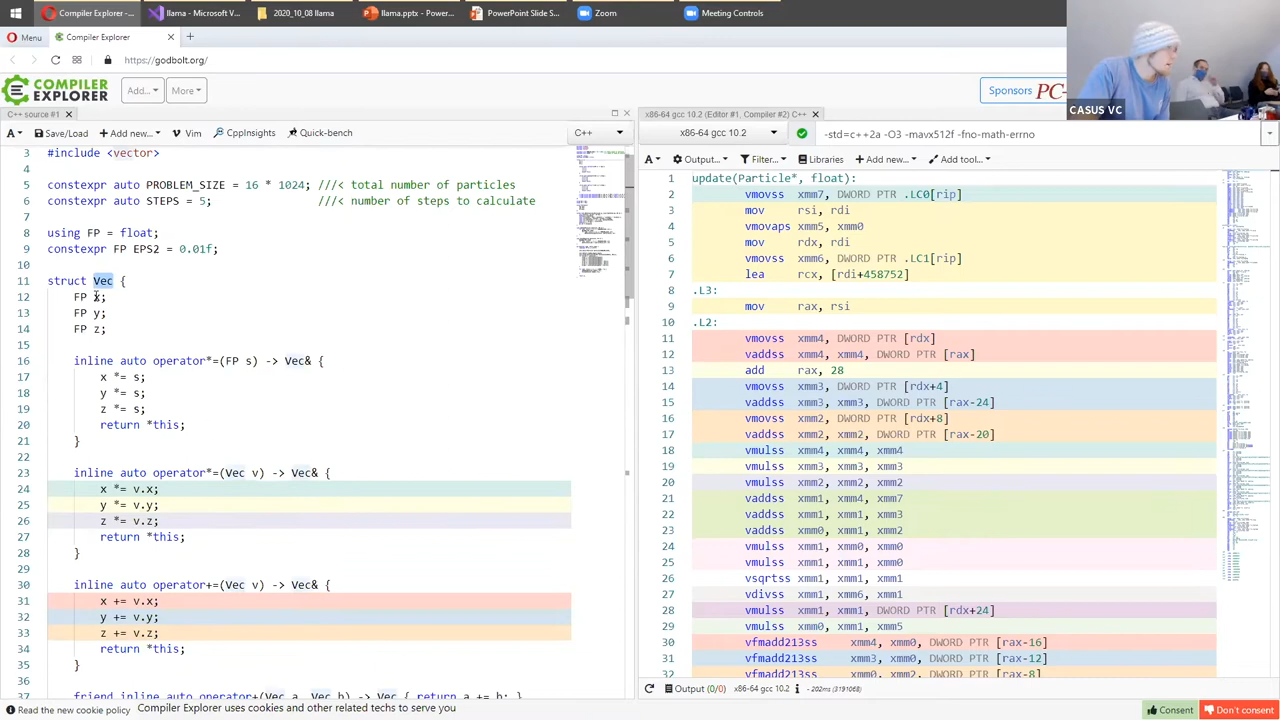 Compiler Explorer -...
llama - Microsoft V...
2020_10_08 llama
llama.pptx - Power...
PowerPoint Slide S...
Zoom
Meeting Controls
Menu
Compiler Explorer
https://godbolt.org/
COMPILER
EXPLORER
Add...
More
Sponsors
PC-
CASUS VC
C++ source #1
A
Save/Load
Add new...
Vim
CppInsights
Quick-bench
C++
3 #include <vector>
4
5 constexpr auto PROBLEM_SIZE = 16 * 1024; // total number of particles
6 constexpr auto STEPS = 5; // number of steps to calculate
7
8 using FP = float;
9 constexpr FP EPS2 = 0.01f;
10
11 struct Vec
12 FP x;
13 FP y;
14 FP z;
15
16 inline auto operator*=(FP s) -> Vec& {
17 x *= s;
18 y *= s;
19 z *= s;
20 return *this;
21 }
22
23 inline auto operator*=(Vec v) -> Vec& {
24 x *= v.x;
25 y *= v.y;
26 z *= v.z;
27 return *this;
28 }
29
30 inline auto operator+=(Vec v) -> Vec& {
31 x += v.x;
32 y += v.y;
33 z += v.z;
34 return *this;
35 }
36
37 friend inline auto operator+(Vec a, Vec b) -> Vec { return a += b; }
x86-64 gcc 10.2 (Editor #1, Compiler #2) C++
x86-64 gcc 10.2
-std=c++2a -O3 -mavx512f -fno-math-errno
A
Output...
Filter...
Libraries
Add new...
Add tool...
1 update(Particle*, float):
2 vmovss xmm7, DWORD PTR .LC0[rip]
3 mov rsi, rdi
4 vmovaps xmm5, xmm0
5 mov rdx, rdi
6 vmovss xmm6, DWORD PTR .LC1[rip]
7 lea [rdi+458752]
8 .L3:
9 mov rax, rsi
10 .L2:
11 vmovss xmm4, DWORD PTR [rdx]
12 vaddss xmm4, xmm4, DWORD PTR [rax]
13 add rax, 28
14 vmovss xmm3, DWORD PTR [rdx+4]
15 vaddss xmm3, xmm3, DWORD PTR [rax-24]
16 vmovss xmm2, DWORD PTR [rdx+8]
17 vaddss xmm2, xmm2, DWORD PTR [rax-20]
18 vmulss xmm4, xmm4, xmm4
19 vmulss xmm3, xmm3, xmm3
20 vmulss xmm2, xmm2, xmm2
21 vaddss xmm1, xmm4, xmm7
22 vaddss xmm1, xmm1, xmm3
23 vaddss xmm0, xmm1, xmm2
24 vmulss xmm1, xmm0, xmm0
25 vmulss xmm1, xmm1, xmm0
26 vsqrtss xmm1, xmm1, xmm1
27 vdivss xmm1, xmm6, xmm1
28 vmulss xmm1, xmm1, DWORD PTR [rdx+24]
29 vmulss xmm0, xmm1, xmm5
30 vfmadd213ss xmm4, xmm0, DWORD PTR [rax-16]
31 vfmadd213ss xmm3, xmm0, DWORD PTR [rax-12]
32 vfmadd213ss xmm0, xmm2, DWORD PTR [rax-8]
Output (0/0) x86-64 gcc 10.2 i - 202ms (319106B)
Read the new cookie policy
Compiler Explorer uses cookies and other related techs to serve you
Consent
Don't consent